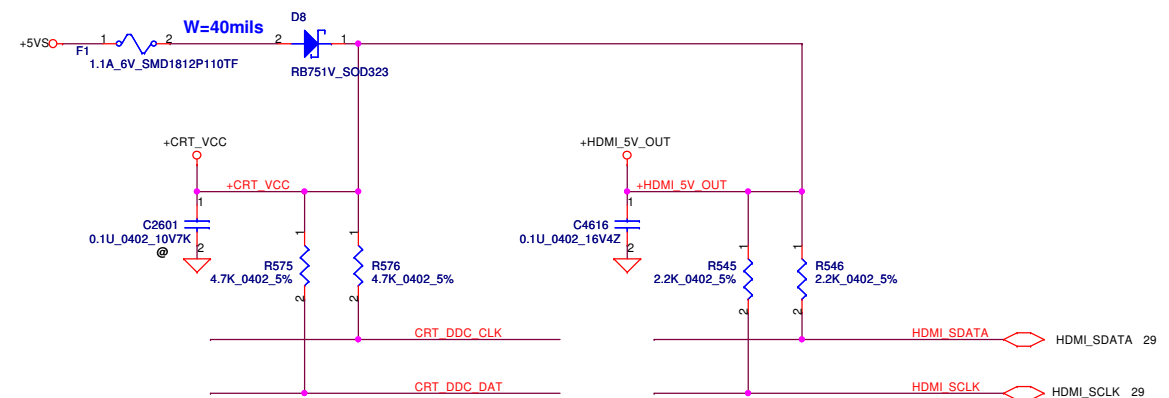 D8
W=40mils
+5VS
1
2
2
1
F1
1.1A_6V_SMD1812P110TF
RB751V_SOD323
+CRT_VCC
+HDMI_5V_OUT
+CRT_VCC
+HDMI_5V_OUT
1
1
C2601
C4616
0.1U_0402_10V7K
0.1U_0402_16V4Z
2
2
@
1
1
1
1
R575
R576
R545
R546
4.7K_0402_5%
4.7K_0402_5%
2.2K_0402_5%
2.2K_0402_5%
2
2
2
2
CRT_DDC_CLK
HDMI_SDATA
HDMI_SDATA 29
CRT_DDC_DAT
HDMI_SCLK
HDMI_SCLK 29